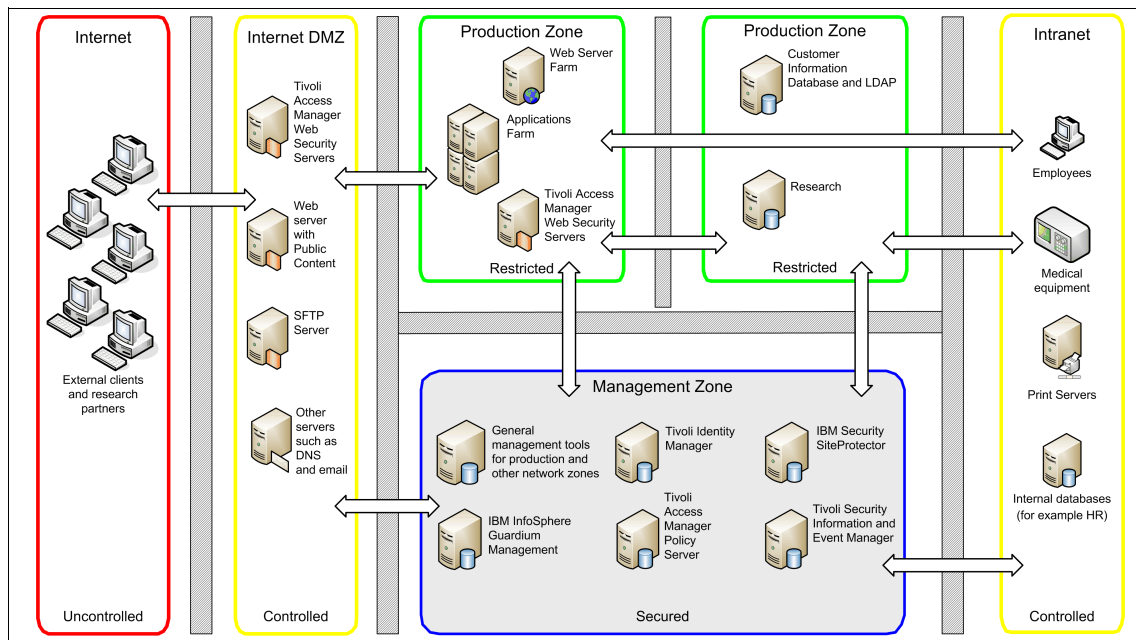 Internet
External clients
and research
partners
Uncontrolled
Internet DMZ
Tivoli
Access
Manager
Web
Security
Servers
Web
server
with
Public
Content
SFTP
Server
Other
servers
such as
DNS
and email
Controlled
Production Zone
Web Server
Farm
Applications
Farm
Tivoli Access
Manager
Web Security
Servers
Restricted
Production Zone
Customer
Information
Database and LDAP
Research
Restricted
Management Zone
General
management tools
for production and
other network zones
Tivoli Identity
Manager
IBM Security
SiteProtector
IBM InfoSphere
Guardium
Management
Tivoli
Access
Manager
Policy
Server
Tivoli Security
Information and
Event Manager
Secured
Intranet
Employees
Medical
equipment
Print Servers
Internal databases
(for example HR)
Controlled